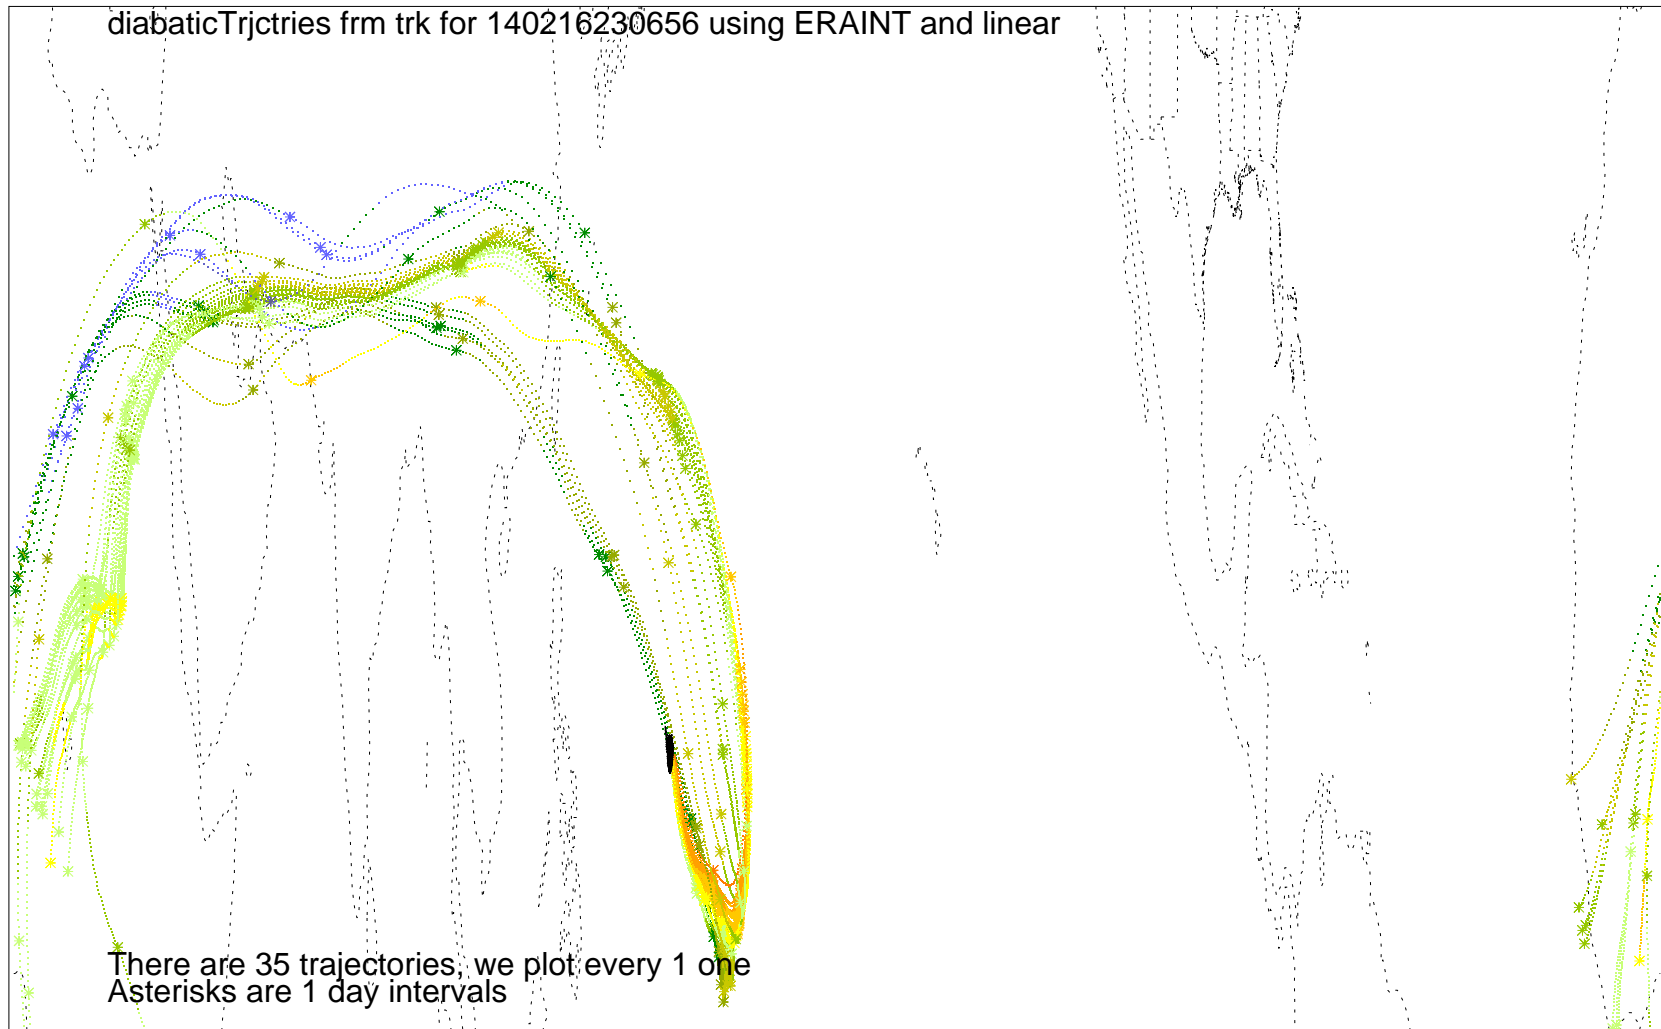 diabaticTrjctries frm trk for 140216230656 using ERAINT and linear
There are 35 trajectories, we plot every 1 one
Asterisks are 1 day intervals